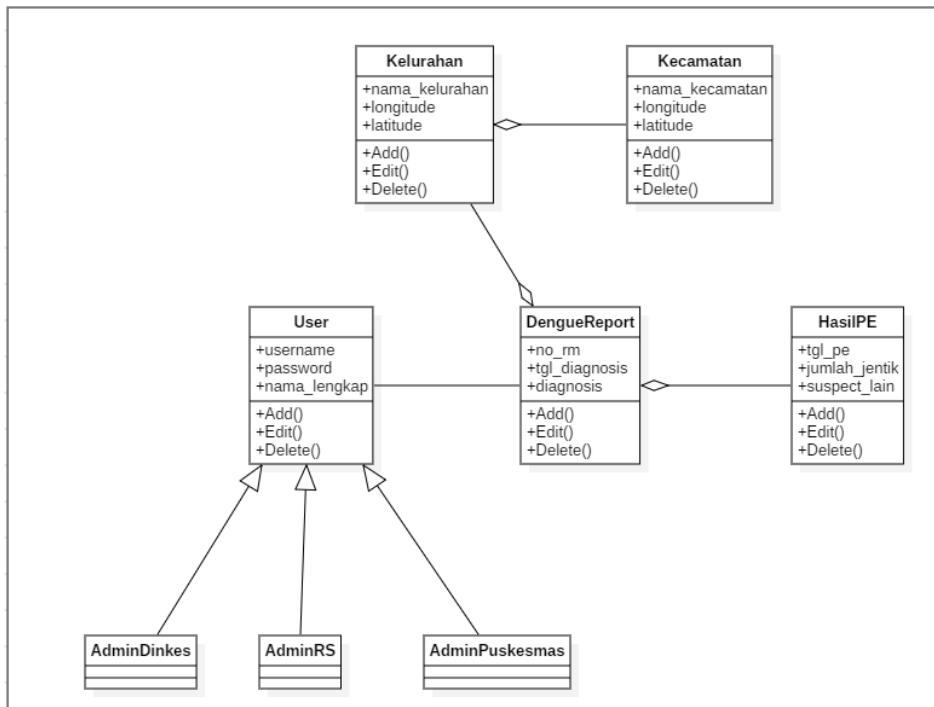 Kelurahan
+nama_kelurahan
+longitude
+latitude
+Add()
+Edit()
+Delete()
Kecamatan
+nama_kecamatan
+longitude
+latitude
+Add()
+Edit()
+Delete()
User
+username
+password
+nama_lengkap
+Add()
+Edit()
+Delete()
DengueReport
+no_rm
+tgl_diagnosis
+diagnosis
+Add()
+Edit()
+Delete()
HasilPE
+tgl_pe
+jumlah_jentik
+suspect_lain
+Add()
+Edit()
+Delete()
AdminDinkes
AdminRS
AdminPuskesmas